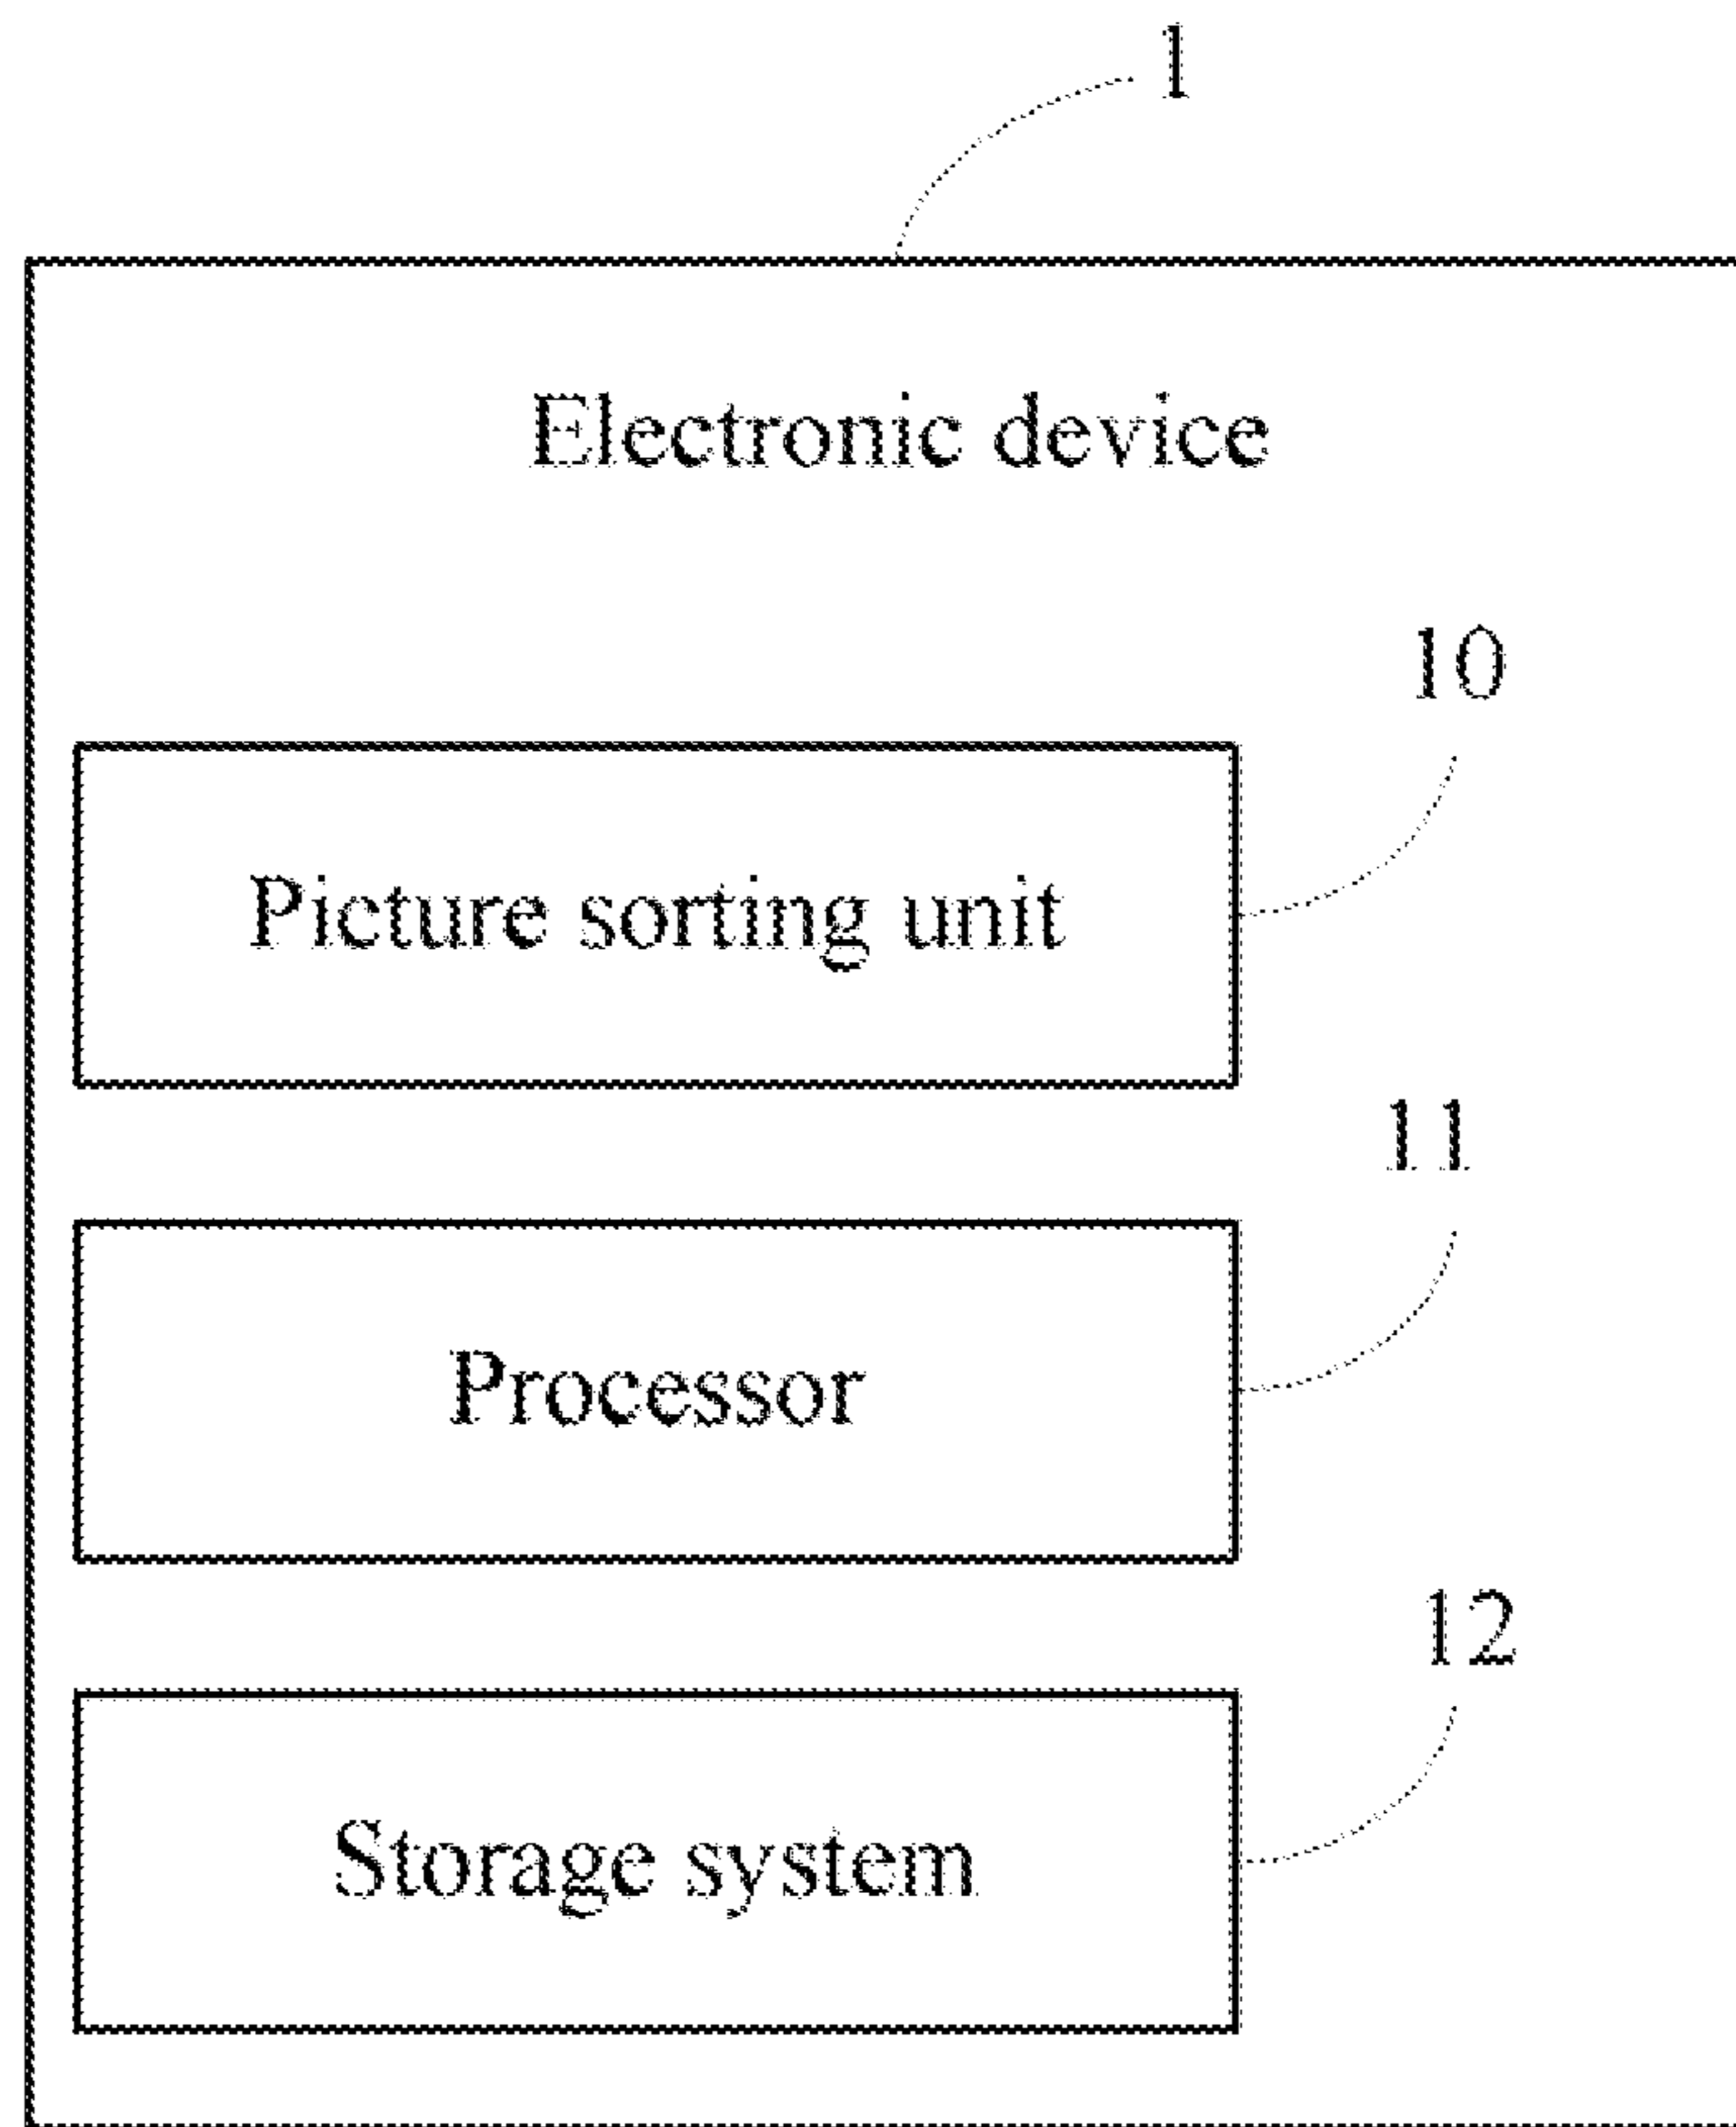 1
Electronic device
10
Picture sorting unit
11
Processor
12
Storage system